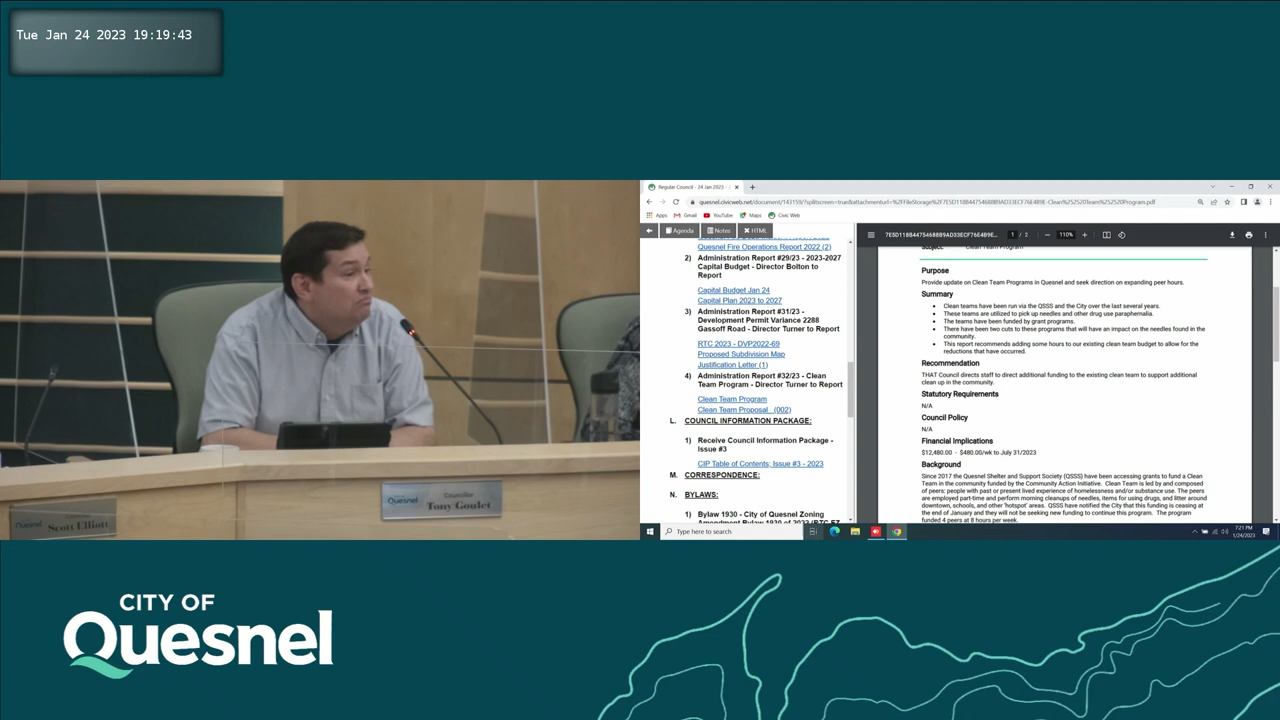 Tue Jan 24 2023 19:19:43
Scott Elliott
Quesnel
Councillor
Tony Goulet
Regular Council - 24 Jan 2023 -
Apps
Gmail
YouTube
Maps
Civic Web
Agenda
Notes
HTML
Quesnel Fire Operations Report 2022 (2)
2) Administration Report #29/23 - 2023-2027
Capital Budget - Director Bolton to
Report
Capital Budget Jan 24
Capital Plan 2023 to 2027
3) Administration Report #31/23 -
Development Permit Variance 2288
Gassoff Road - Director Turner to Report
RTC 2023 - DVP2022-69
Proposed Subdivision Map
Justification Letter (1)
4) Administration Report #32/23 - Clean
Team Program - Director Turner to Report
Clean Team Program
Clean Team Proposal_ (002)
L. COUNCIL INFORMATION PACKAGE:
1) Receive Council Information Package -
Issue #3
CIP Table of Contents; Issue #3 - 2023
M. CORRESPONDENCE:
N. BYLAWS:
1) Bylaw 1930 - City of Quesnel Zoning
1 / 2
110%
Subject: Clean Team Program
Purpose
Provide update on Clean Team Programs in Quesnel and seek direction on expanding peer hours.
Summary
• Clean teams have been run via the QSSS and the City over the last several years.
• These teams are utilized to pick up needles and other drug use paraphernalia.
• The teams have been funded by grant programs.
• There have been two cuts to these programs that will have an impact on the needles found in the
community.
• This report recommends adding some hours to our existing clean team budget to allow for the
reductions that have occurred.
Recommendation
THAT Council directs staff to direct additional funding to the existing clean team to support additional
clean up in the community.
Statutory Requirements
N/A
Council Policy
N/A
Financial Implications
$12,480.00 - $480.00/wk to July 31/2023
Background
Since 2017 the Quesnel Shelter and Support Society (QSSS) have been accessing grants to fund a Clean
Team in the community funded by the Community Action Initiative. Clean Team is led by and composed
of peers: people with past or present lived experience of homelessness and/or substance use. The peers
are employed part-time and perform morning cleanups of needles, items for using drugs, and litter around
downtown, schools, and other 'hotspot' areas. QSSS have notified the City that this funding is ceasing at
the end of January and they will not be seeking new funding to continue this program. The program
funded 4 peers at 8 hours per week.
Type here to search
7:21 PM
1/24/2023
CITY OF
Quesnel